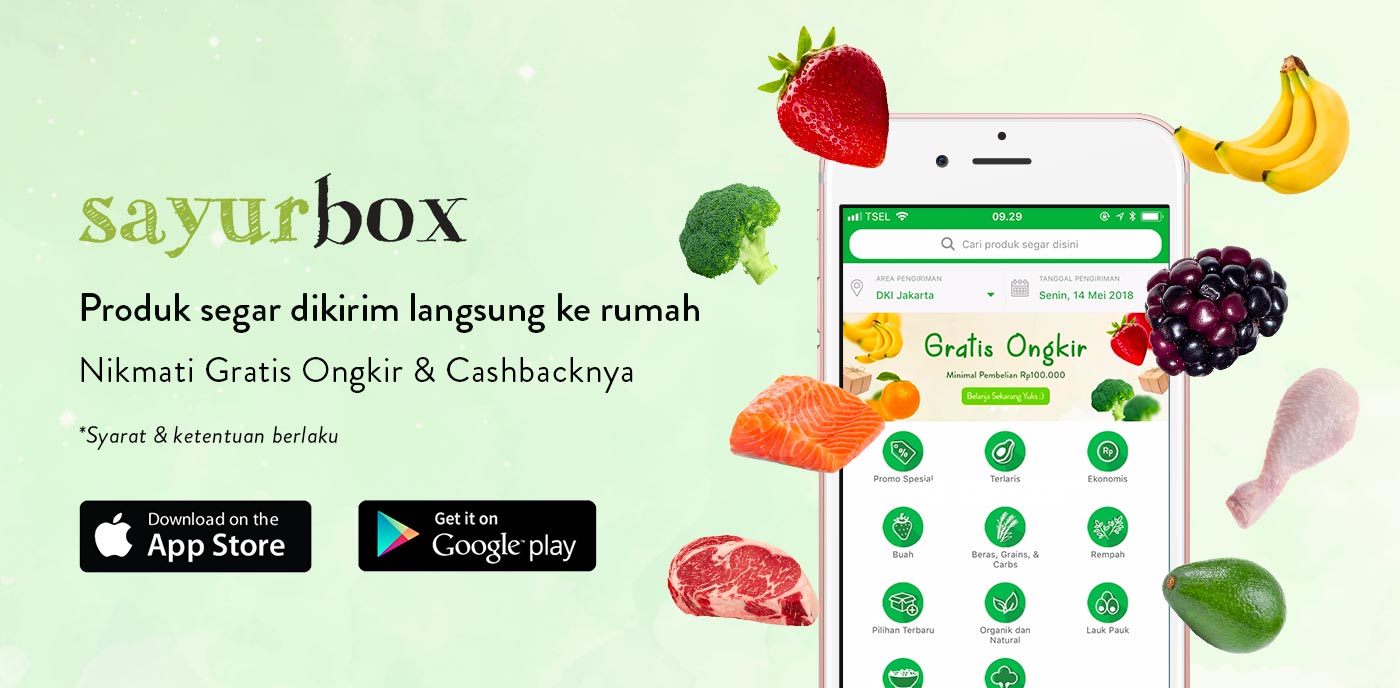 sayurbox
Produk segar dikirim langsung ke rumah
Nikmati Gratis Ongkir & Cashbacknya
*Syarat & ketentuan berlaku
Download on the
App Store
Get it on
Google play
TSEL
09.29
Cari produk segar disini
AREA PENGIRIMAN
DKI Jakarta
TANGGAL PENGIRIMAN
Senin, 14 Mei 2018
Gratis Ongkir
Minimal Pembelian Rp100.000
Belanja Sekarang Yuks :)
%
Rp
Promo Spesial
Terlaris
Ekonomis
Buah
Beras, Grains, &
Carbs
Rempah
Pilihan Terbaru
Organik dan
Natural
Lauk Pauk